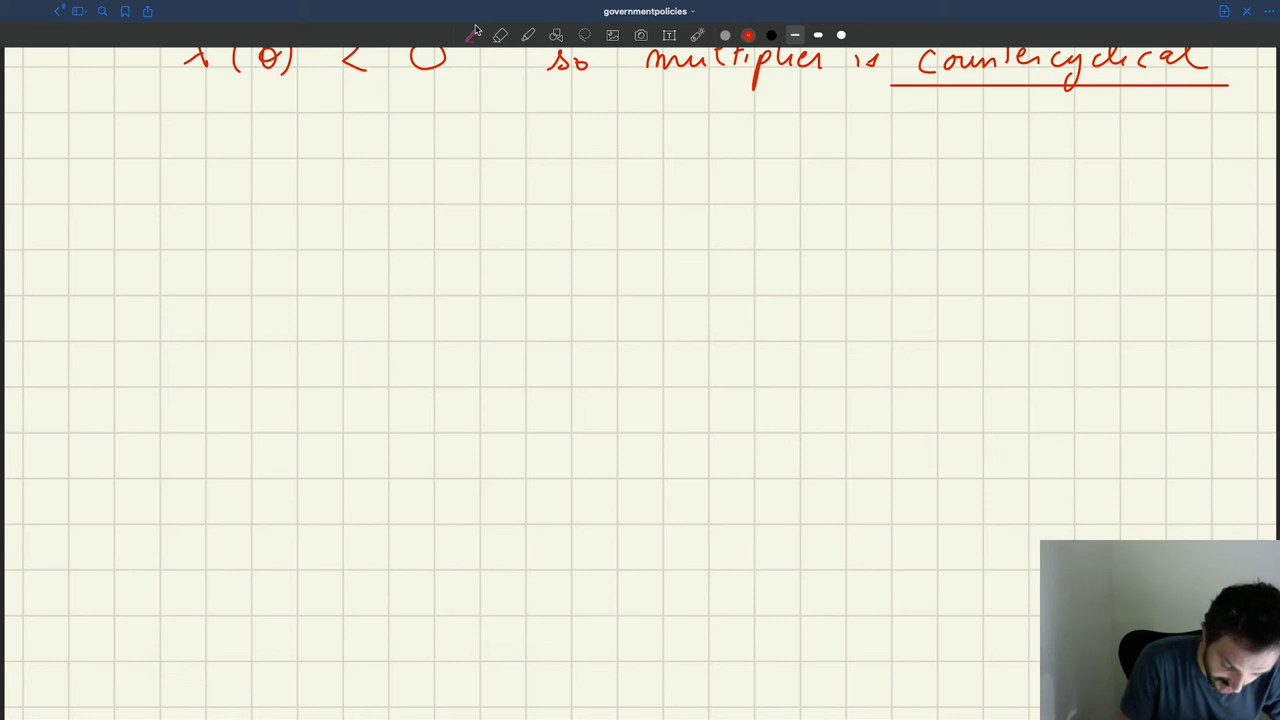 governmentpolicies
λ'(θ) < 0 so multiplier is countercyclical